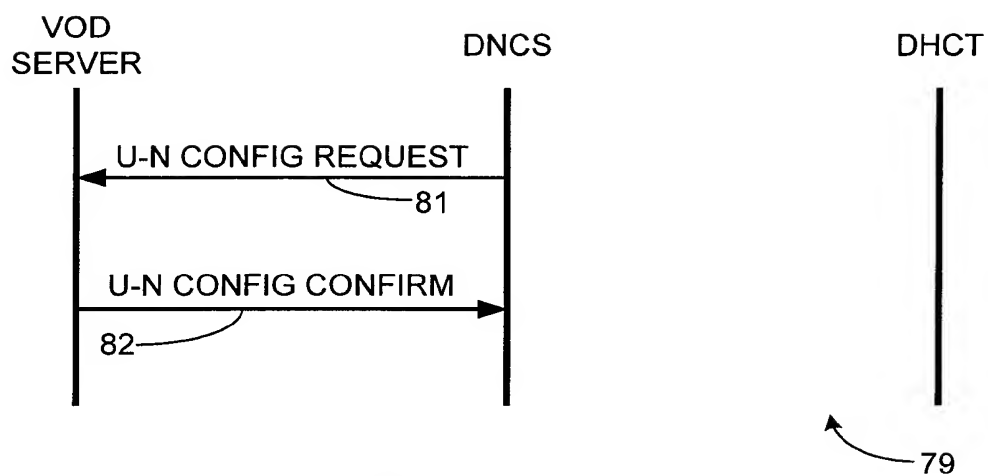 VOD
SERVER
DNCS
DHCT
U-N CONFIG REQUEST
81
U-N CONFIG CONFIRM
82
79